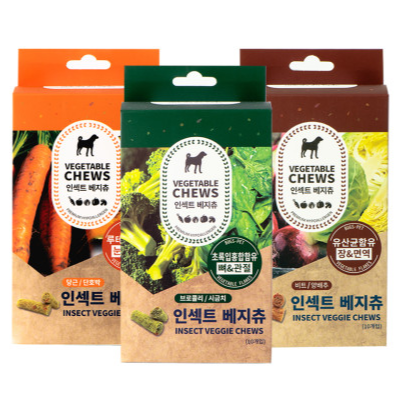 VEGETABLE
CHEWS
인섹트 베지츄
당근 / 단호박
인섹트 베지츄
INSECT VEGGIE CHEWS
VEGETABLE
CHEWS
인섹트 베지츄
초록입홍합함유
뼈&관절
브로콜리 / 시금치
인섹트 베지츄
INSECT VEGGIE CHEWS
(10개입)
VEGETABLE
CHEWS
인섹트 베지츄
유산균함유
장&면역
비트 / 양배추
인섹트 베지츄
INSECT VEGGIE CHEWS
(10개입)